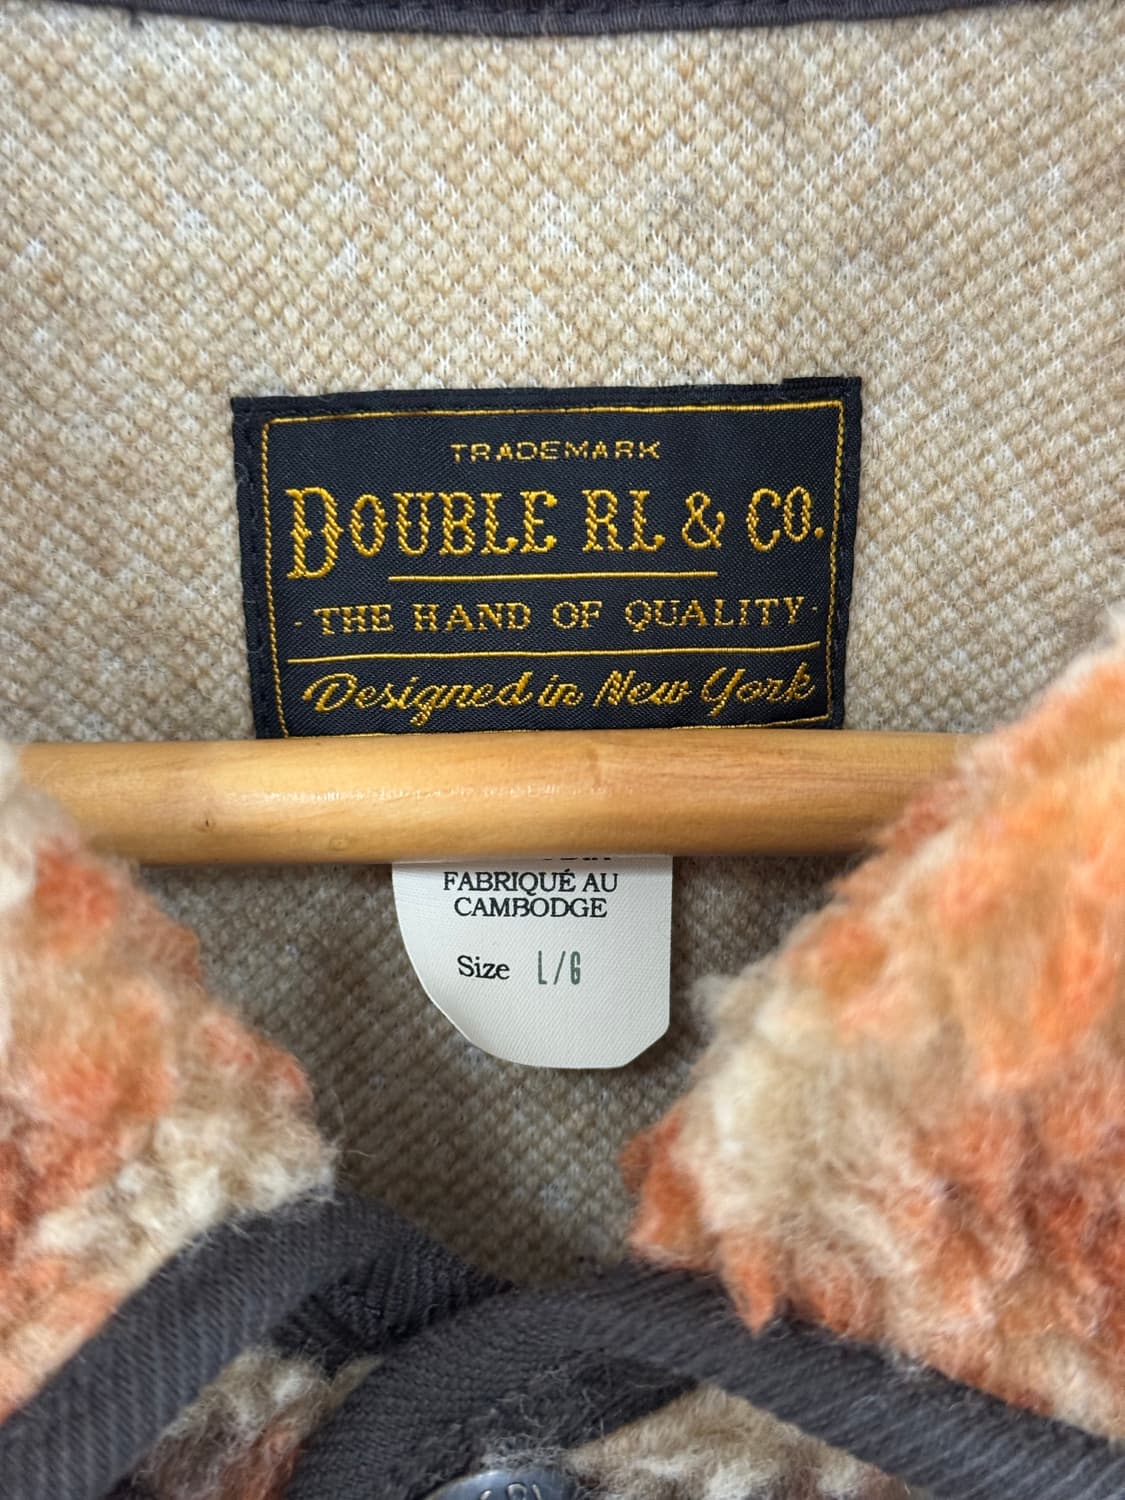 TRADEMARK
DOUBLE RL & CO.
- THE HAND OF QUALITY -
Designed in New York
FABRIQUÉ AU
CAMBODGE
Size L/G